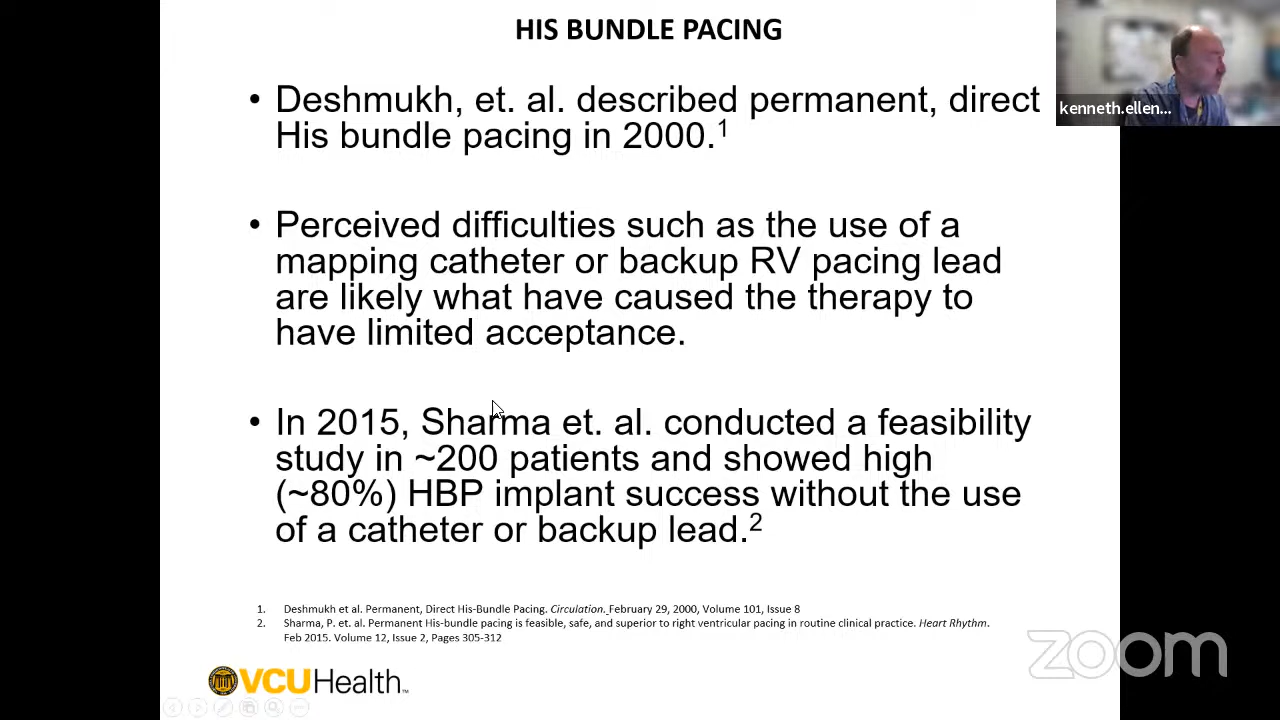 HIS BUNDLE PACING
kenneth.ellen...
• Deshmukh, et. al. described permanent, direct
His bundle pacing in 2000.1
• Perceived difficulties such as the use of a
mapping catheter or backup RV pacing lead
are likely what have caused the therapy to
have limited acceptance.
• In 2015, Sharma et. al. conducted a feasibility
study in ~200 patients and showed high
(~80%) HBP implant success without the use
of a catheter or backup lead.2
1. Deshmukh et al. Permanent, Direct His-Bundle Pacing. Circulation. February 29, 2000, Volume 101, Issue 8
2. Sharma, P. et. al. Permanent His-bundle pacing is feasible, safe, and superior to right ventricular pacing in routine clinical practice. Heart Rhythm.
Feb 2015. Volume 12, Issue 2, Pages 305-312
VCUHealth™
zoom